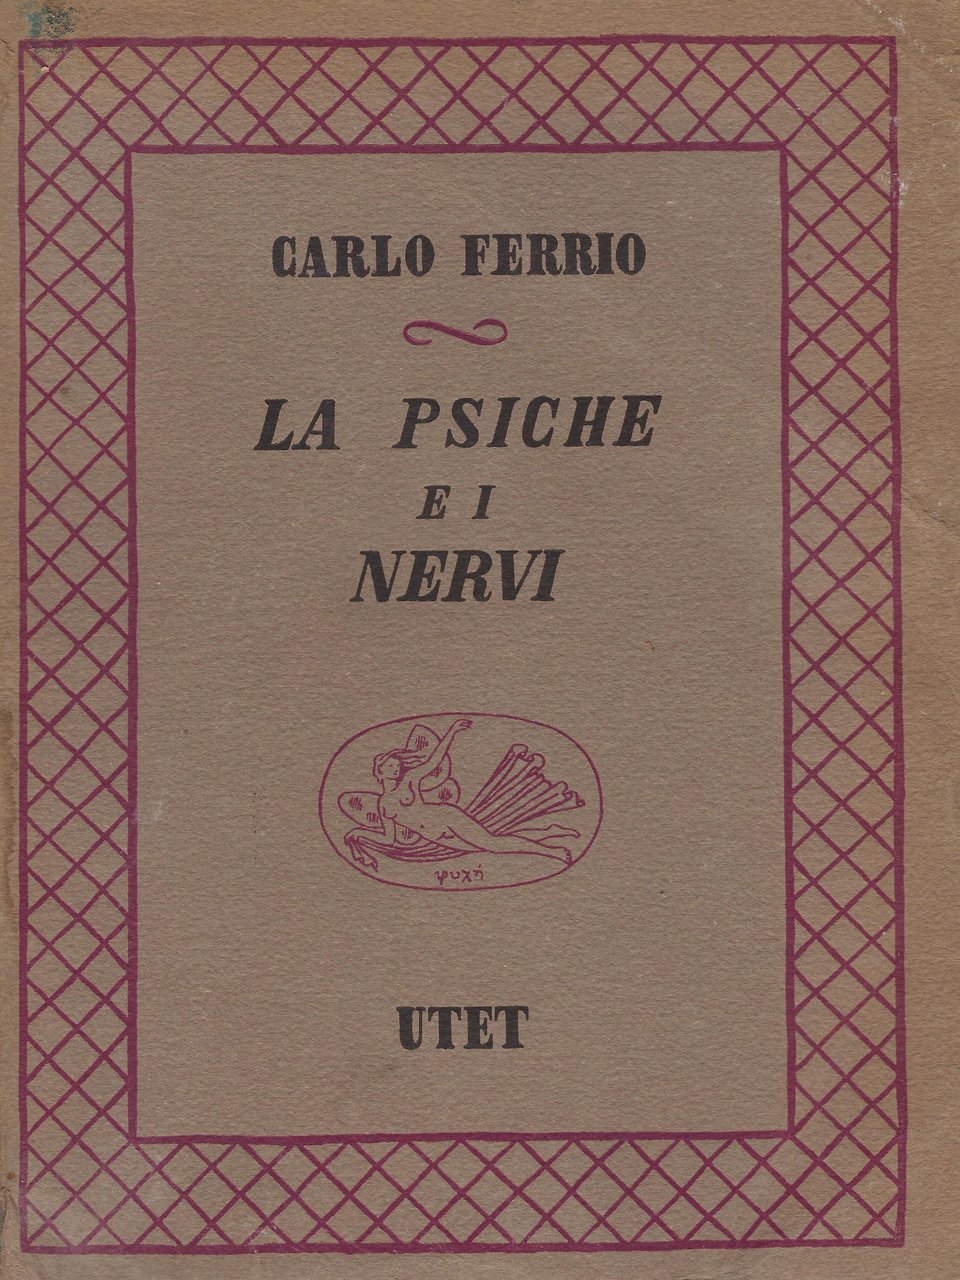 CARLO FERRIO
LA PSICHE
E I
NERVI
ψυχή
UTET